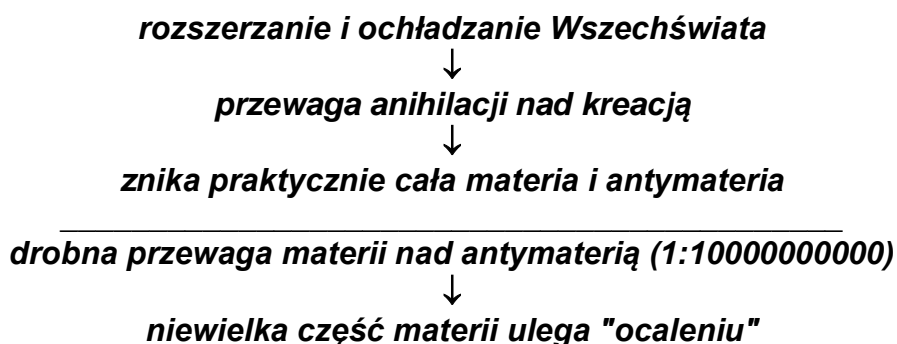 rozszerzanie i ochładzanie Wszechświata
↓
przewaga anihilacji nad kreacją
↓
znika praktycznie cała materia i antymateria
drobna przewaga materii nad antymaterią (1:10000000000)
↓
niewielka część materii ulega "ocaleniu"